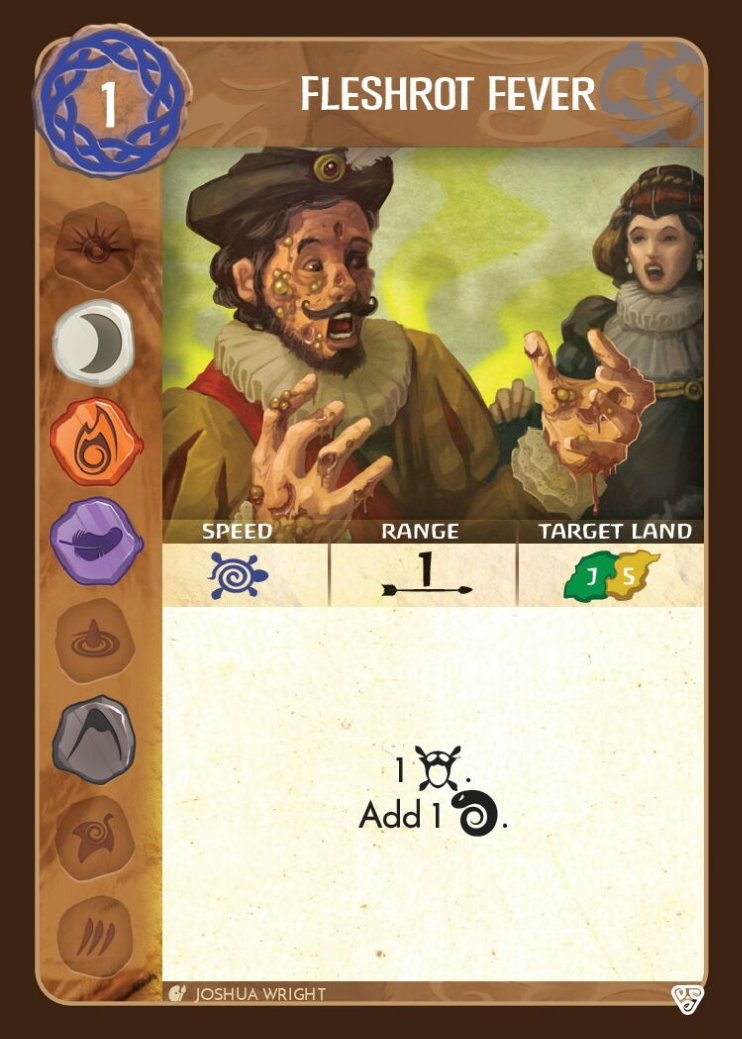 1
FLESHROT FEVER
SPEED
RANGE
TARGET LAND
1
J S
1 .
Add 1 .
JOSHUA WRIGHT